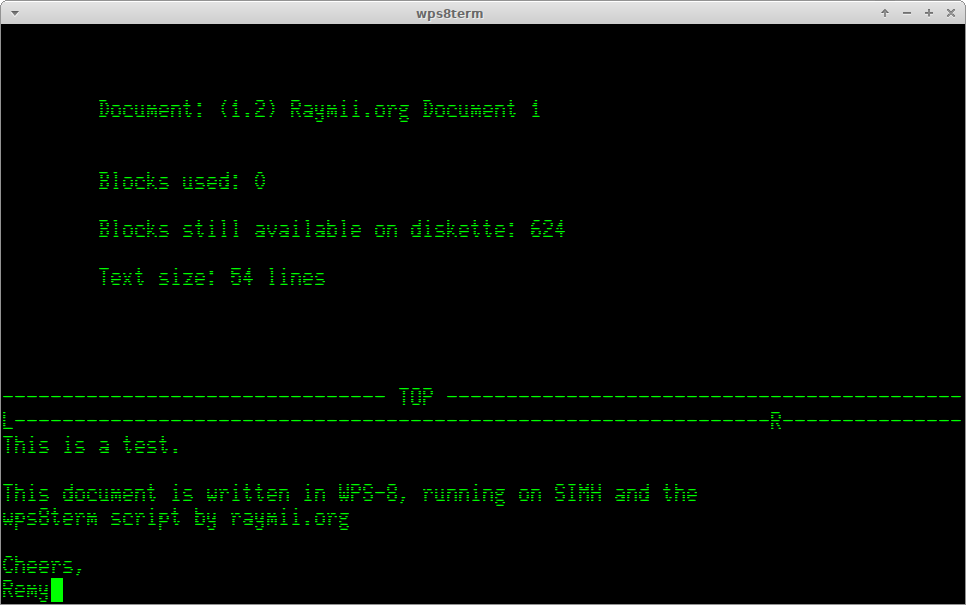 wps8term
Document: (1.2) Raymii.org Document 1
Blocks used: 0
Blocks still available on diskette: 624
Text size: 54 lines
-------------------------------- TOP -------------------------------------------
L---------------------------------------------------------------R---------------
This is a test.
This document is written in WPS-8, running on SIMH and the
wps8term script by raymii.org
Cheers,
Remy